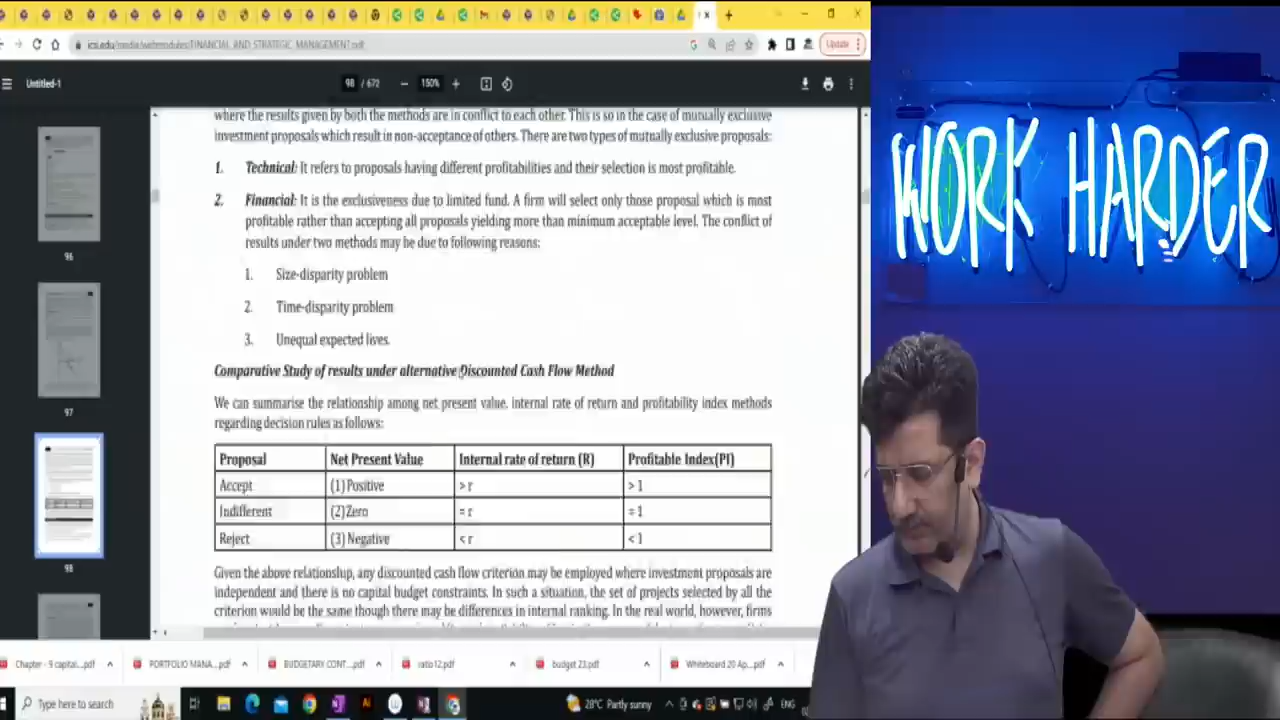 icsi.edu/media/webmodules/FINANCIAL_AND_STRATEGIC_MANAGEMENT.pdf
Update
Untitled-1
98 / 672
150%
where the results given by both the methods are in conflict to each other. This is so in the case of mutually exclusive
investment proposals which result in non-acceptance of others. There are two types of mutually exclusive proposals:
1. Technical: It refers to proposals having different profitabilities and their selection is most profitable.
2. Financial: It is the exclusiveness due to limited fund. A firm will select only those proposal which is most
profitable rather than accepting all proposals yielding more than minimum acceptable level. The conflict of
results under two methods may be due to following reasons:
1. Size-disparity problem
2. Time-disparity problem
3. Unequal expected lives.
Comparative Study of results under alternative Discounted Cash Flow Method
We can summarise the relationship among net present value, internal rate of return and profitability index methods
regarding decision rules as follows:
Proposal Net Present Value Internal rate of return (R) Profitable Index(PI)
Accept (1) Positive > r > 1
Indifferent (2) Zero = r = 1
Reject (3) Negative < r < 1
Given the above relationship, any discounted cash flow criterion may be employed where investment proposals are
independent and there is no capital budget constraints. In such a situation, the set of projects selected by all the
criterion would be the same though there may be differences in internal ranking. In the real world, however, firms
96
97
98
WORK HARDER
Chapter - 9 capital....pdf
PORTFOLIO MANA....pdf
BUDGETARY CONT....pdf
ratio12.pdf
budget 23.pdf
Whiteboard 20 Ap....pdf
Type here to search
28°C Partly sunny
ENG